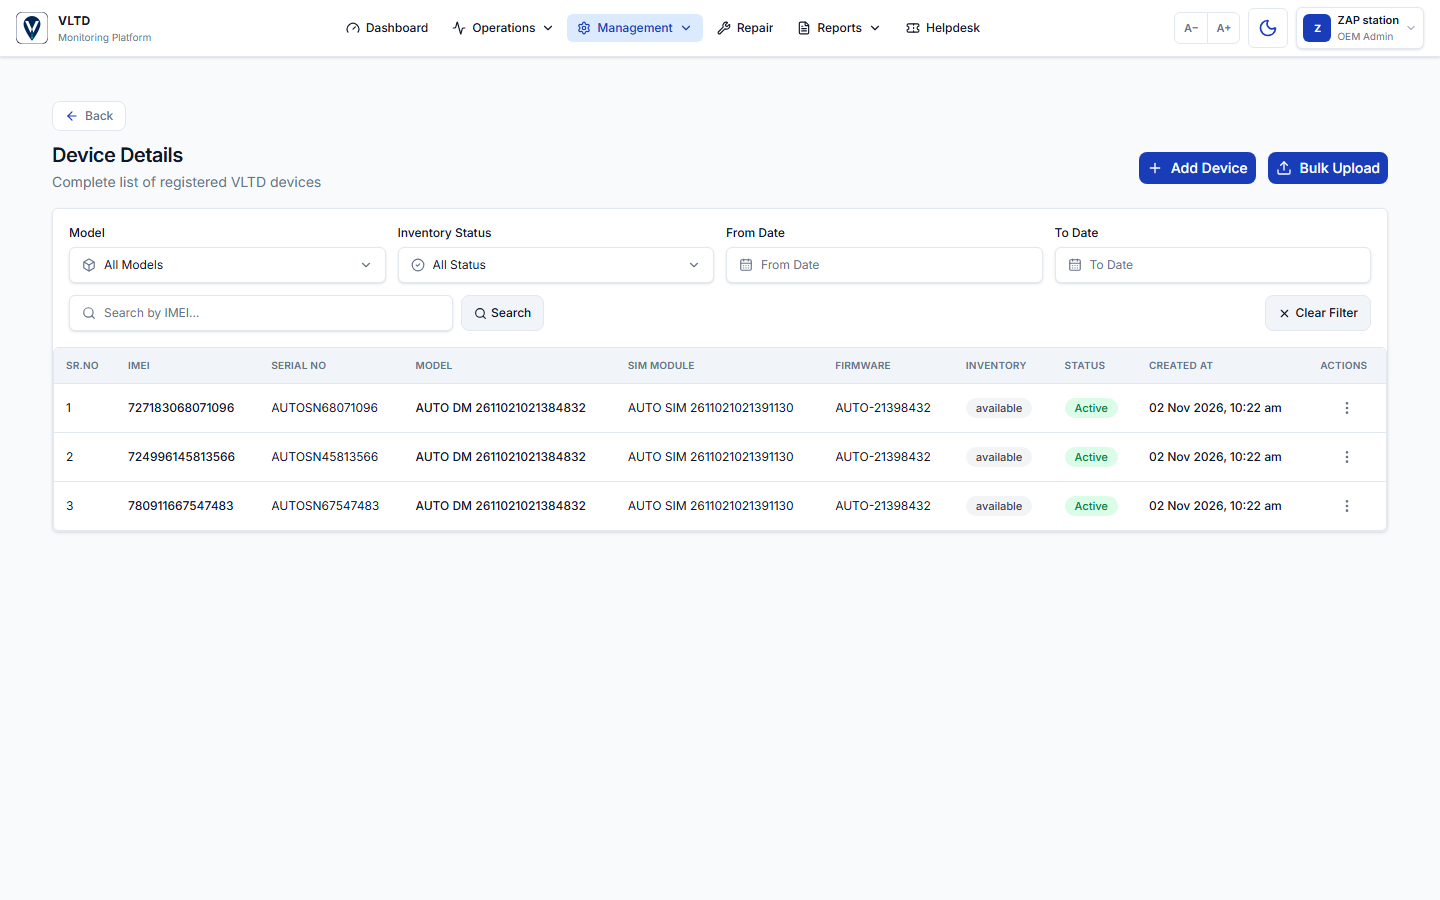 VLTD
Monitoring Platform
Dashboard
Operations
Management
Repair
Reports
Helpdesk
A−
A+
Z
ZAP station
OEM Admin
Back
Device Details
Complete list of registered VLTD devices
Add Device
Bulk Upload
Model
Inventory Status
From Date
To Date
All Models
All Status
From Date
To Date
Search by IMEI...
Search
Clear Filter
SR.NO IMEI SERIAL NO MODEL SIM MODULE FIRMWARE INVENTORY STATUS CREATED AT ACTIONS
1 727183068071096 AUTOSN68071096 AUTO DM 2611021021384832 AUTO SIM 2611021021391130 AUTO-21398432 available Active 02 Nov 2026, 10:22 am
2 724996145813566 AUTOSN45813566 AUTO DM 2611021021384832 AUTO SIM 2611021021391130 AUTO-21398432 available Active 02 Nov 2026, 10:22 am
3 780911667547483 AUTOSN67547483 AUTO DM 2611021021384832 AUTO SIM 2611021021391130 AUTO-21398432 available Active 02 Nov 2026, 10:22 am